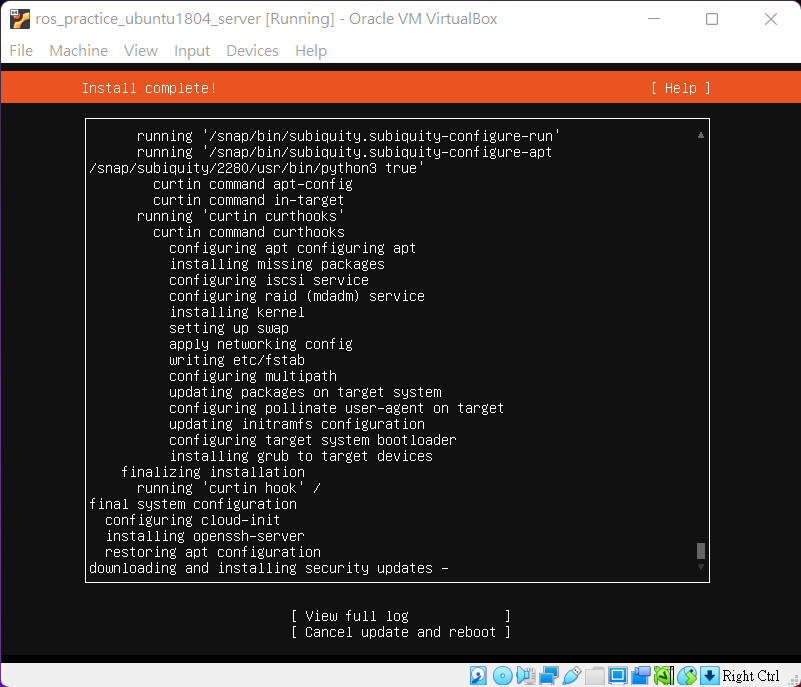 ros_practice_ubuntu1804_server [Running] - Oracle VM VirtualBox
File Machine View Input Devices Help
Install complete! [ Help ]
running '/snap/bin/subiquity.subiquity-configure-run'
running '/snap/bin/subiquity.subiquity-configure-apt
/snap/subiquity/2280/usr/bin/python3 true'
curtin command apt-config
curtin command in-target
running 'curtin curthooks'
curtin command curthooks
configuring apt configuring apt
installing missing packages
configuring iscsi service
configuring raid (mdadm) service
installing kernel
setting up swap
apply networking config
writing etc/fstab
configuring multipath
updating packages on target system
configuring pollinate user-agent on target
updating initramfs configuration
configuring target system bootloader
installing grub to target devices
finalizing installation
running 'curtin hook' /
final system configuration
configuring cloud-init
installing openssh-server
restoring apt configuration
downloading and installing security updates -
[ View full log ]
[ Cancel update and reboot ]
Right Ctrl